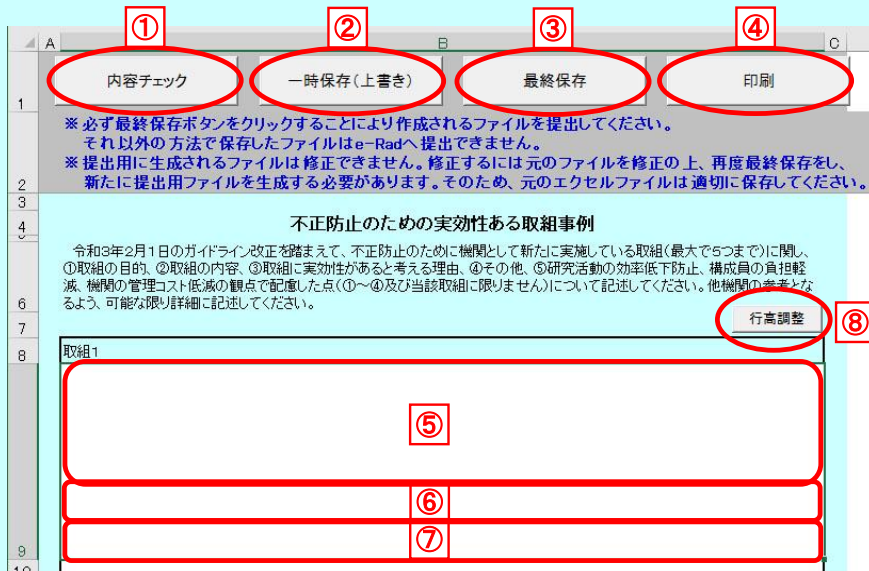 ① ② ③ ④
A B C
内容チェック 一時保存(上書き) 最終保存 印刷
1
※必ず最終保存ボタンをクリックすることにより作成されるファイルを提出してください。
それ以外の方法で保存したファイルはe-Radへ提出できません。
※提出用に生成されるファイルは修正できません。修正するには元のファイルを修正の上、再度最終保存をし、
2 新たに提出用ファイルを生成する必要があります。そのため、元のエクセルファイルは適切に保存してください。
3
4 不正防止のための実効性ある取組事例
令和3年2月1日のガイドライン改正を踏まえて、不正防止のために機関として新たに実施している取組(最大で5つまで)に関し、
①取組の目的、②取組の内容、③取組に実効性があると考える理由、④その他、⑤研究活動の効率低下防止、構成員の負担軽
減、機関の管理コスト低減の観点で配慮した点(①~④及び当該取組に限りません)について記述してください。他機関の参考とな
6 るよう、可能な限り詳細に記述してください。
7 行高調整 ⑧
8 取組1
⑤
⑥
⑦
9